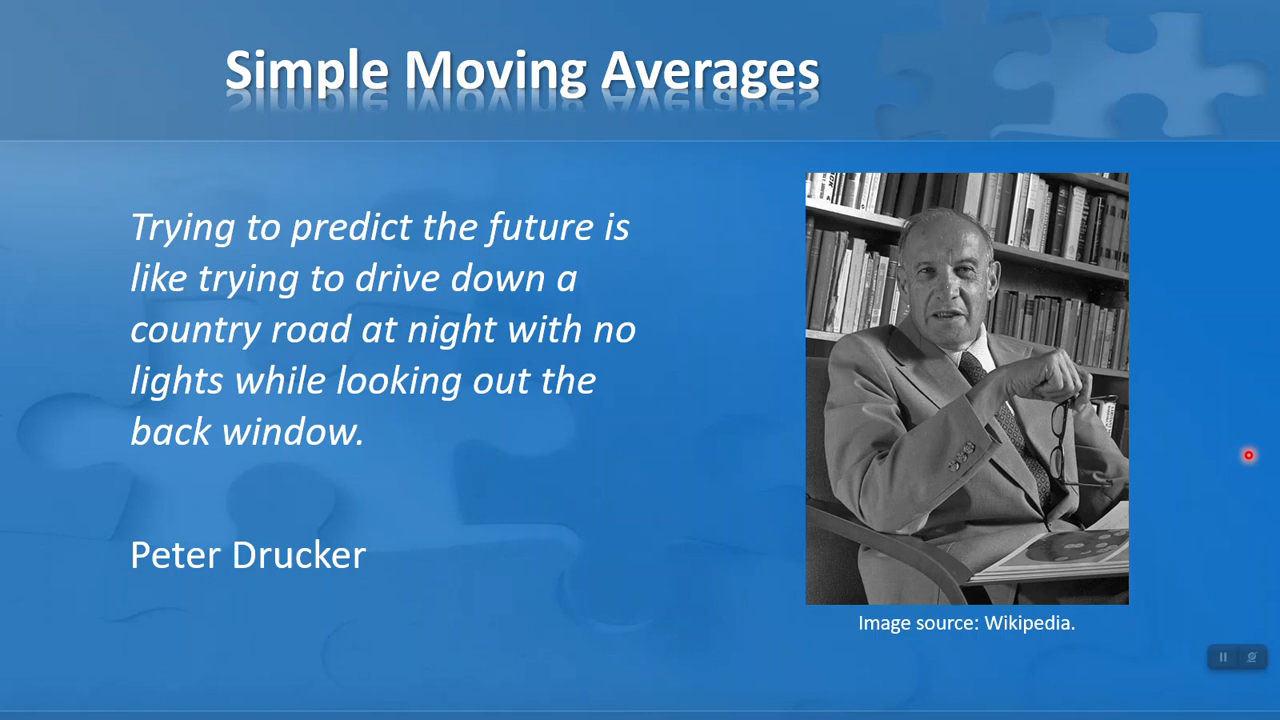 Simple Moving Averages
Trying to predict the future is
like trying to drive down a
country road at night with no
lights while looking out the
back window.
Peter Drucker
Image source: Wikipedia.